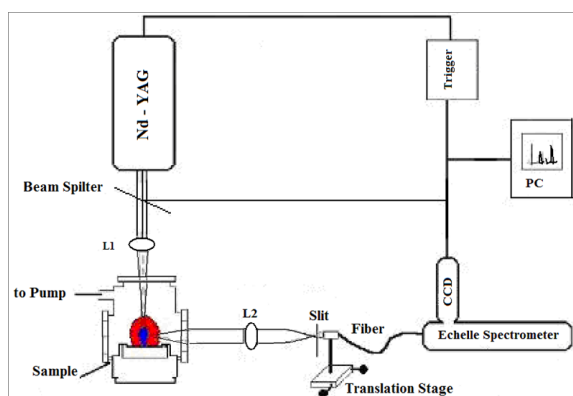 Nd - YAG
Trigger
PC
Beam Spilter
L1
to Pump
CCD
L2
Slit
Fiber
Echelle Spectrometer
Sample
Translation Stage